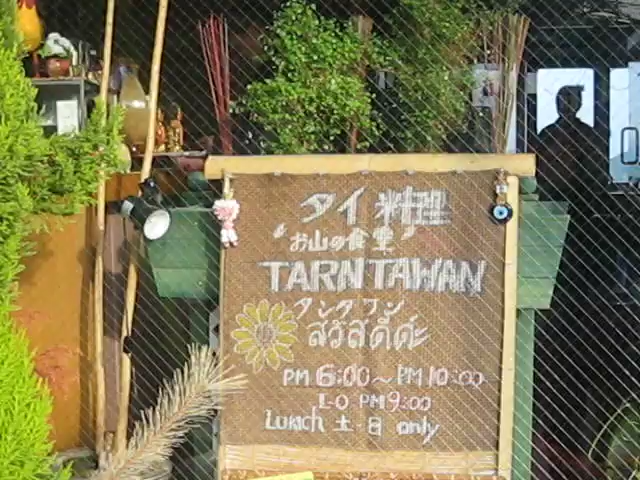 タイ料理
"お山の食堂"
TARNTAWAN
タンタワン
สวัสดีค่ะ
PM 6:00～PM 10:00
L・O PM 9:00
Lunch 土・日 only